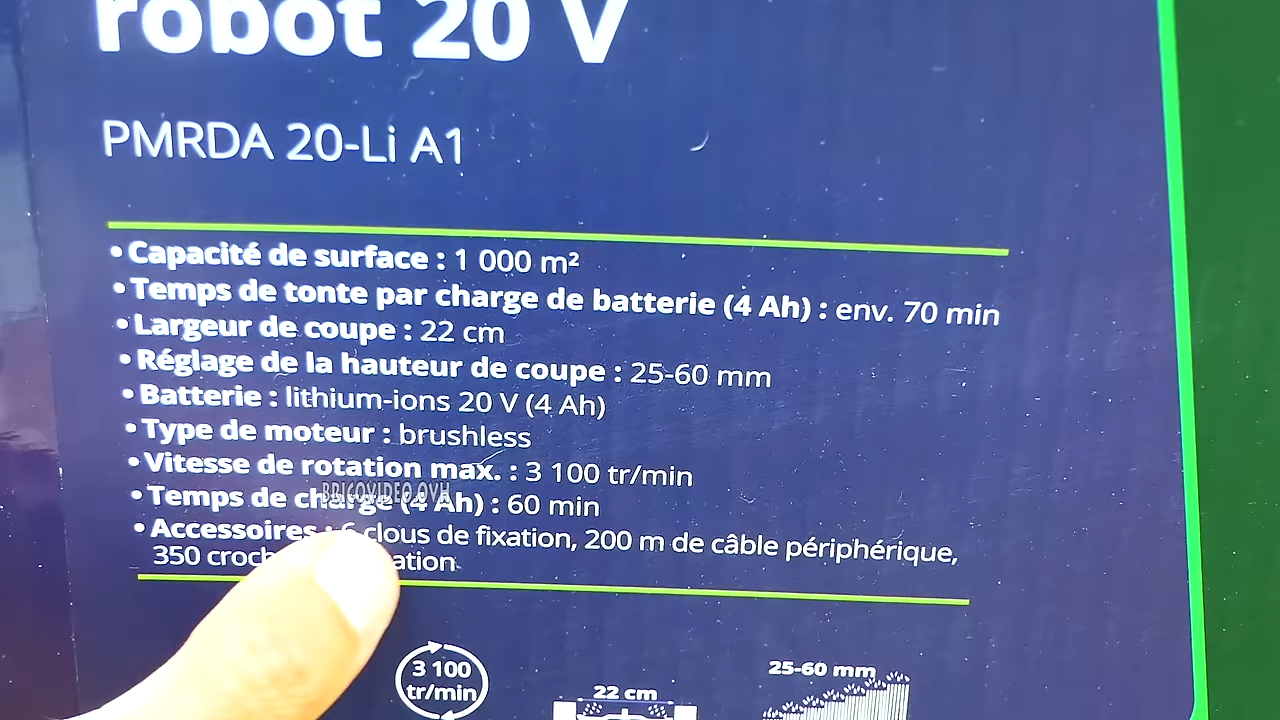 robot 20 V
PMRDA 20-Li A1
• Capacité de surface : 1 000 m²
• Temps de tonte par charge de batterie (4 Ah) : env. 70 min
• Largeur de coupe : 22 cm
• Réglage de la hauteur de coupe : 25-60 mm
• Batterie : lithium-ions 20 V (4 Ah)
• Type de moteur : brushless
• Vitesse de rotation max. : 3 100 tr/min
BRICOVIDEO.OVH
• Temps de charge (4 Ah) : 60 min
• Accessoires : 6 clous de fixation, 200 m de câble périphérique,
350
3 100
tr/min
22 cm
25-60 mm